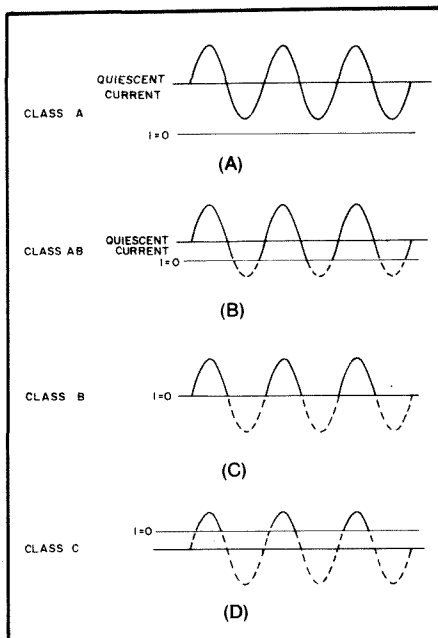 QUIESCENT
CURRENT
CLASS A
I=0
(A)
QUIESCENT
CURRENT
CLASS AB
I=0
(B)
CLASS B
I=0
(C)
I=0
CLASS C
(D)